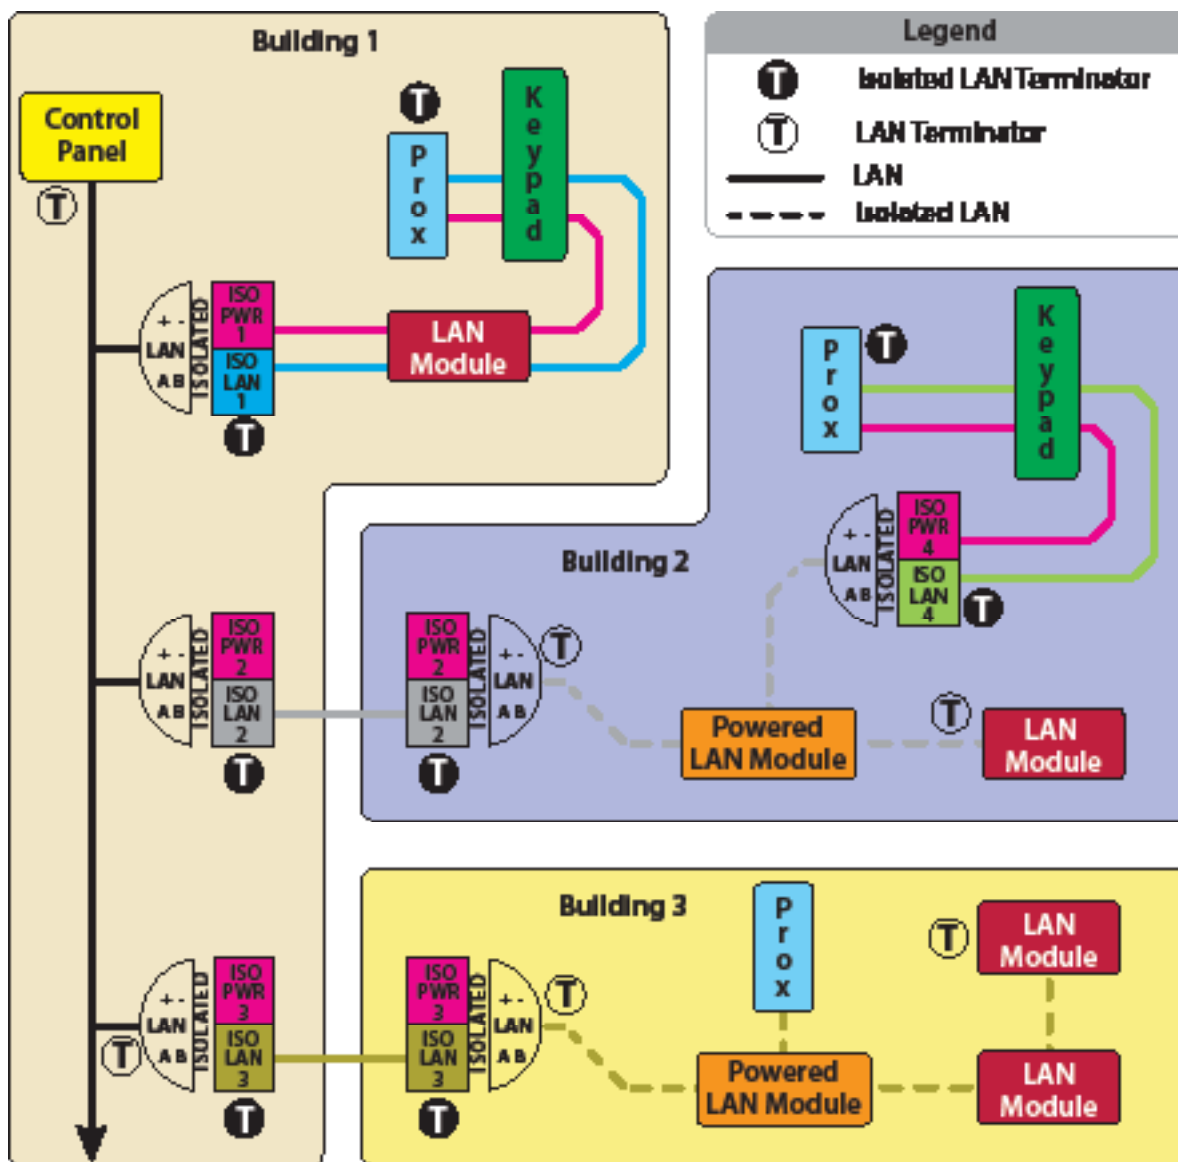 Building 1
Control
Panel
T
T
Prox
Keypad
+ -
LAN
A B
ISOLATED
ISO
PWR
1
ISO
LAN
1
T
LAN
Module
Legend
T Isolated LAN Terminator
T LAN Terminator
LAN
Isolated LAN
Building 2
Prox
T
Keypad
+ -
LAN
A B
ISOLATED
ISO
PWR
4
ISO
LAN
4
T
+ -
LAN
A B
ISOLATED
ISO
PWR
2
ISO
LAN
2
T
ISO
PWR
2
ISO
LAN
2
T
ISOLATED
+ -
LAN
A B
T
Powered
LAN Module
T
LAN
Module
Building 3
+ -
LAN
A B
T
ISOLATED
ISO
PWR
3
ISO
LAN
3
T
ISO
PWR
3
ISO
LAN
3
T
ISOLATED
+ -
LAN
A B
T
Prox
Powered
LAN Module
T
LAN
Module
LAN
Module